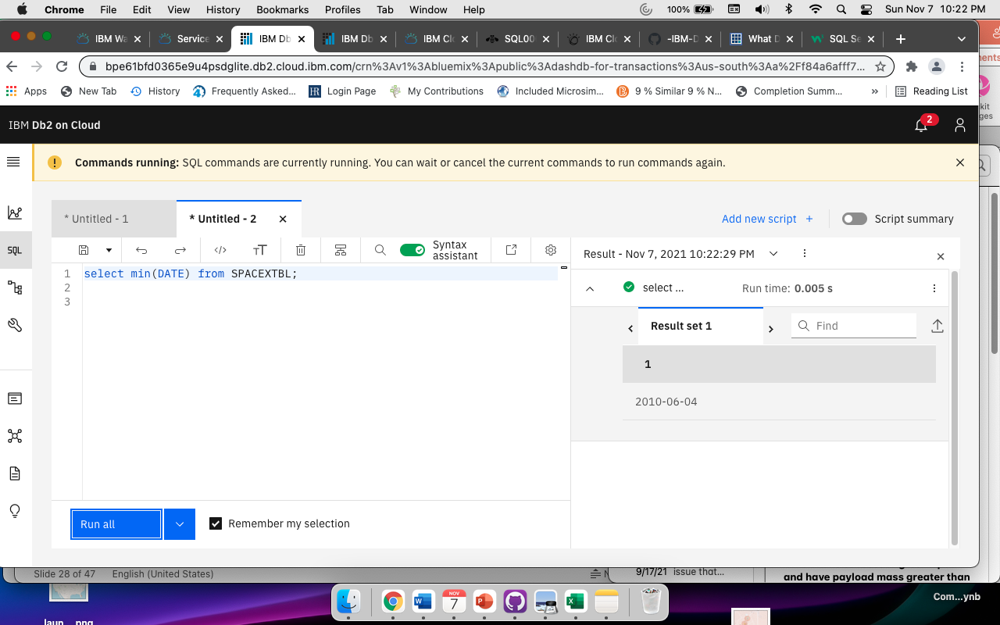 Chrome File Edit View History Bookmarks Profiles Tab Window Help 100% Sun Nov 7 10:22 PM
IBM Wa Service IBM Db IBM Db IBM Clo SQL00 IBM Clo -IBM-D What D SQL Se
bpe61bfd0365e9u4psdglite.db2.cloud.ibm.com/crn%3Av1%3Abluemix%3Apublic%3Adashdb-for-transactions%3Aus-south%3Aa%2Ff84a6afff7...
Apps New Tab History Frequently Asked... HR Login Page My Contributions Included Microsim... 9 % Similar 9 % N... Completion Summ... » Reading List
IBM Db2 on Cloud 2
Commands running: SQL commands are currently running. You can wait or cancel the current commands to run commands again.
* Untitled - 1 * Untitled - 2 Add new script + Script summary
SQL
Syntax assistant
Result - Nov 7, 2021 10:22:29 PM
1 select min(DATE) from SPACEXTBL;
2
3
select ... Run time: 0.005 s
Result set 1 Find
1
2010-06-04
Run all Remember my selection
Slide 28 of 47 English (United States) 9/17/21 issue that...
and have payload mass greater than
Com...ynb
NOV
7
laun....png